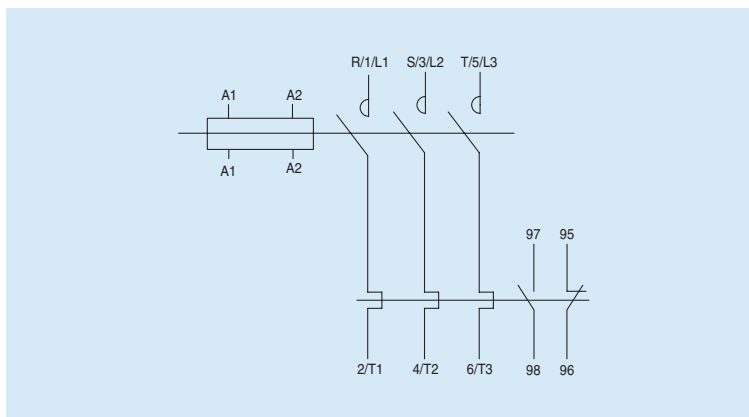 R/1/L1 S/3/L2 T/5/L3
A1 A2
A1 A2
97 95
2/T1 4/T2 6/T3 98 96